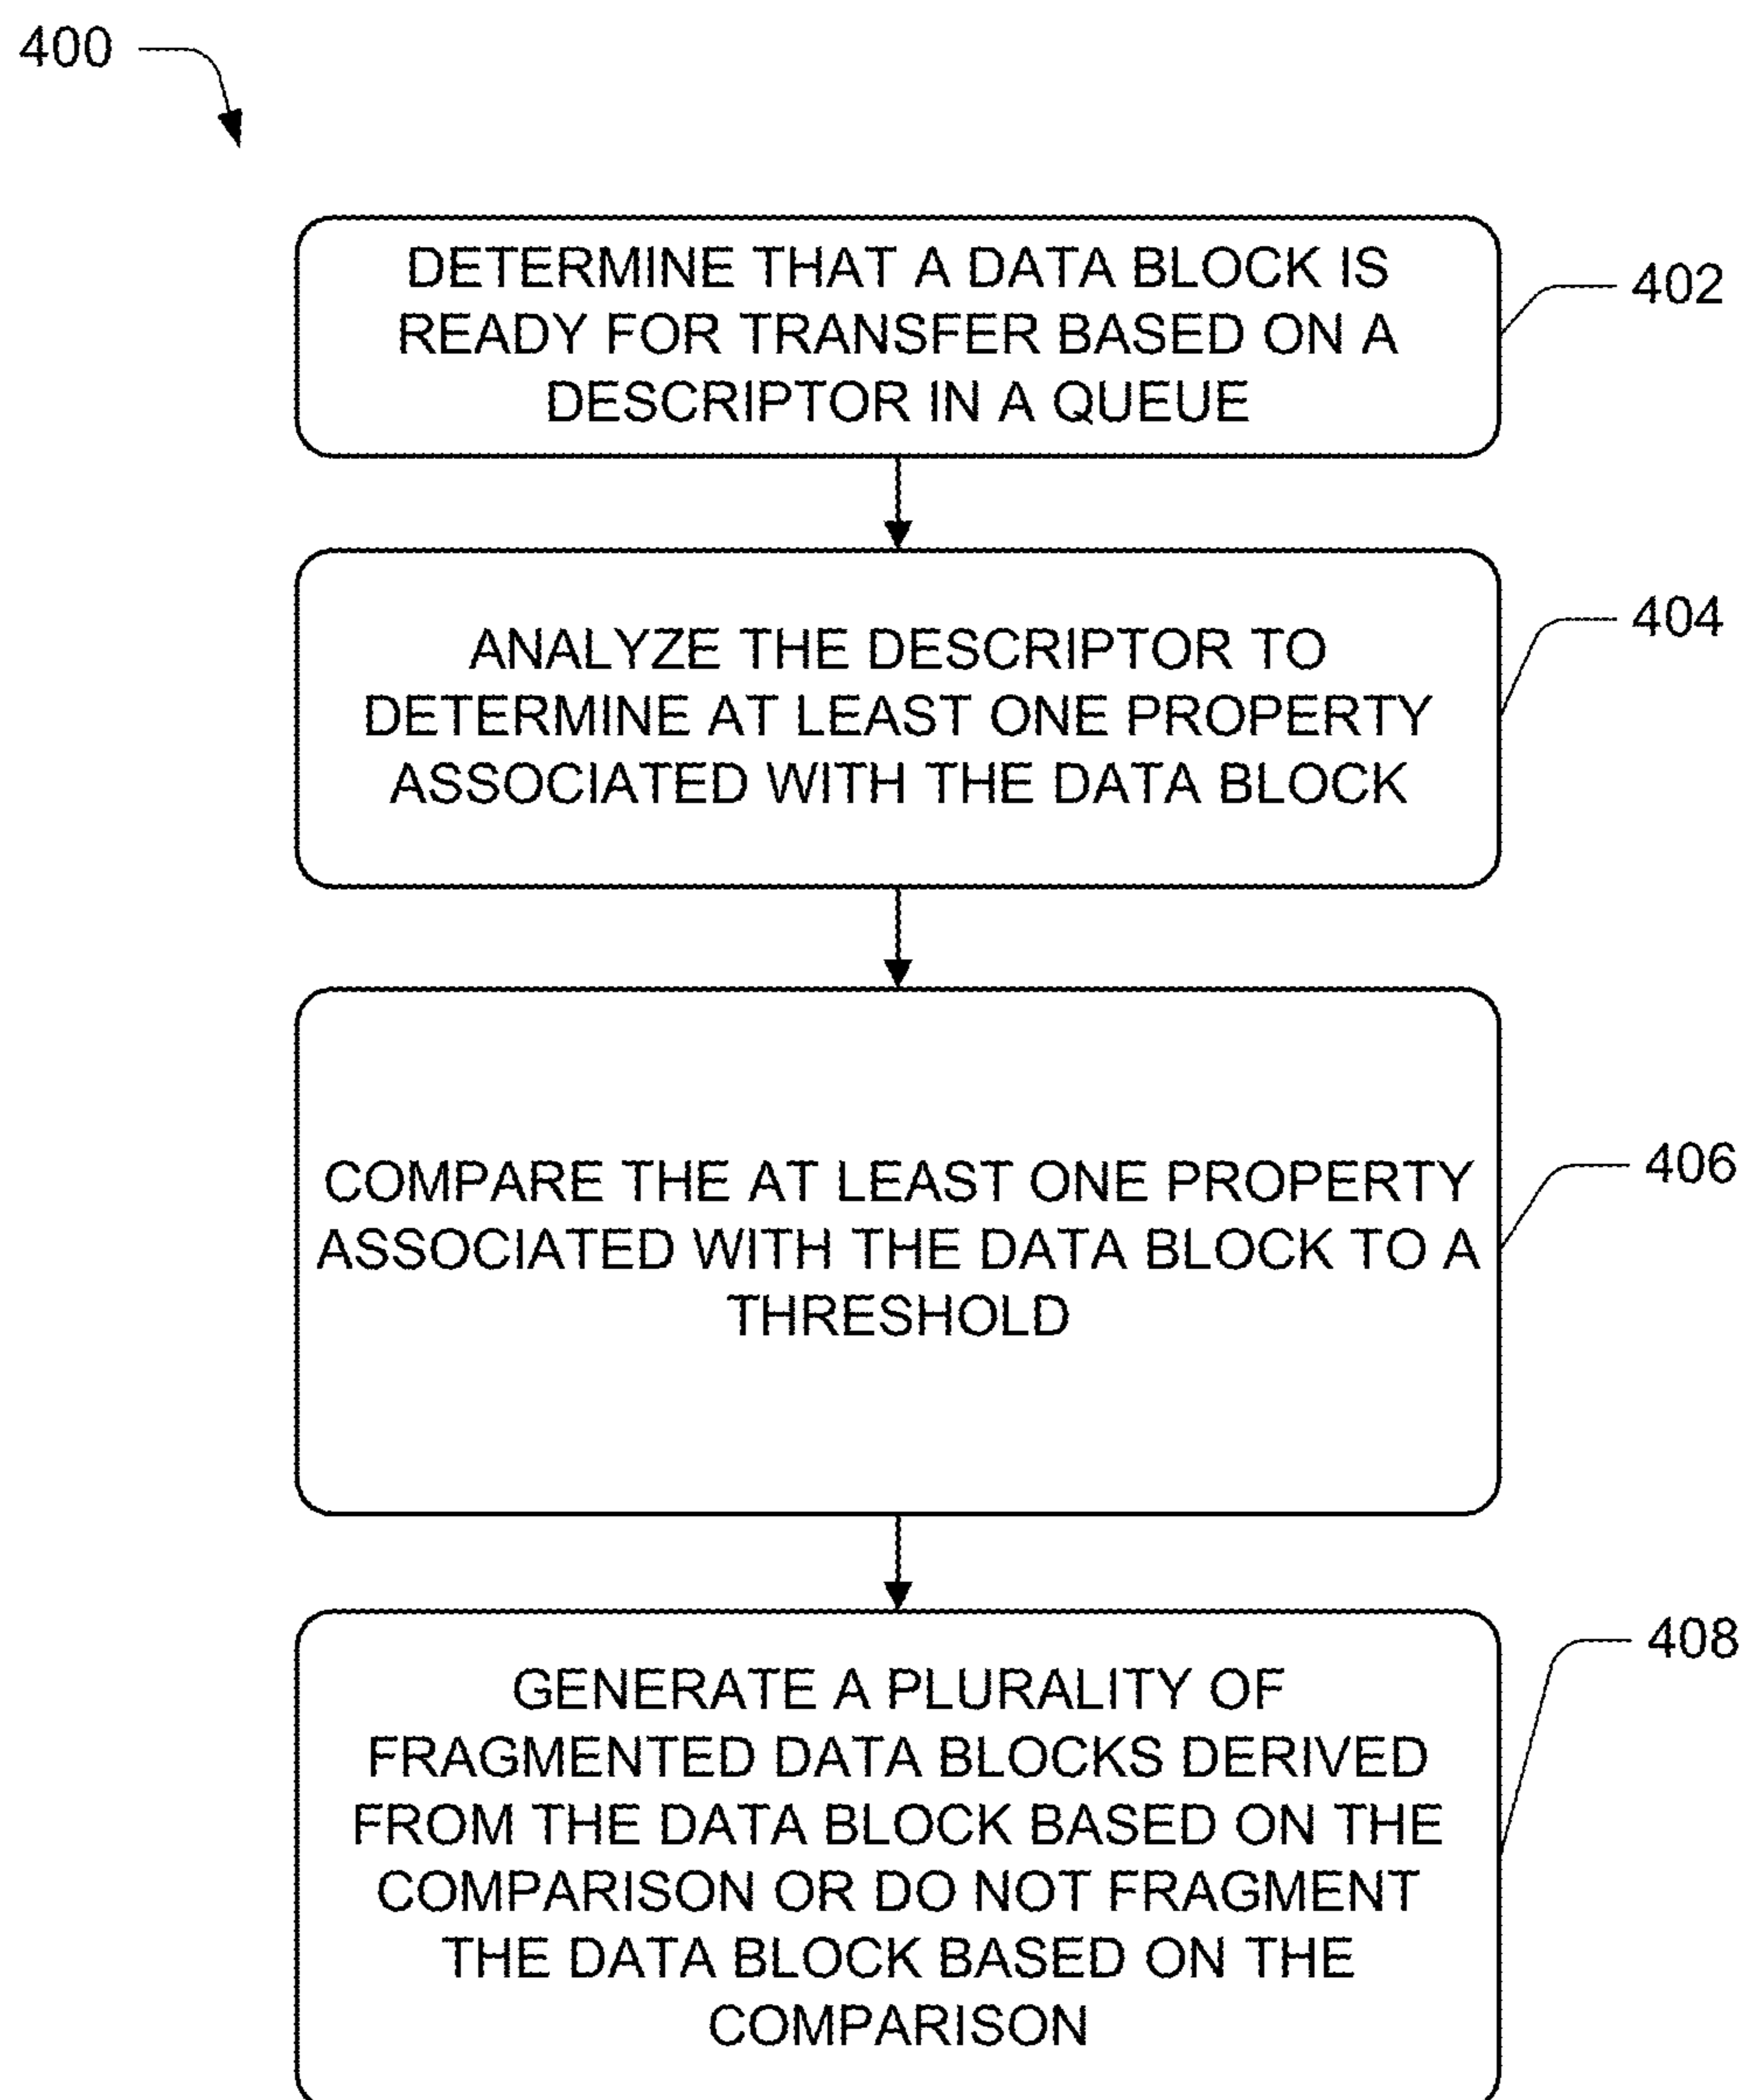 400
DETERMINE THAT A DATA BLOCK IS
READY FOR TRANSFER BASED ON A
DESCRIPTOR IN A QUEUE
402
ANALYZE THE DESCRIPTOR TO
DETERMINE AT LEAST ONE PROPERTY
ASSOCIATED WITH THE DATA BLOCK
404
COMPARE THE AT LEAST ONE PROPERTY
ASSOCIATED WITH THE DATA BLOCK TO A
THRESHOLD
406
GENERATE A PLURALITY OF
FRAGMENTED DATA BLOCKS DERIVED
FROM THE DATA BLOCK BASED ON THE
COMPARISON OR DO NOT FRAGMENT
THE DATA BLOCK BASED ON THE
COMPARISON
408